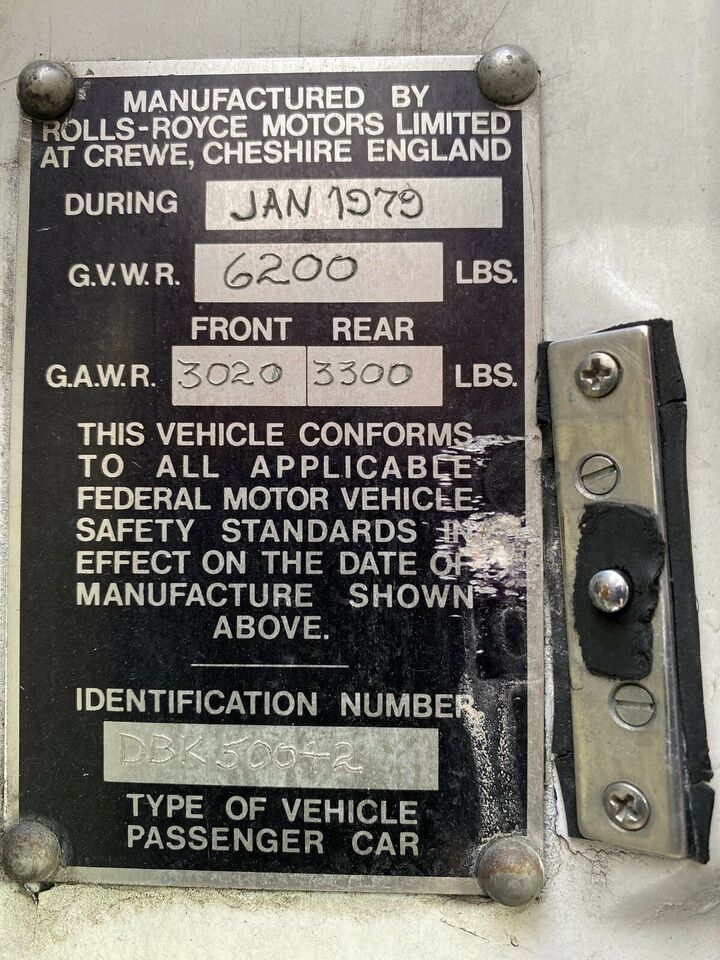 MANUFACTURED BY
ROLLS-ROYCE MOTORS LIMITED
AT CREWE, CHESHIRE ENGLAND
DURING JAN 1979
G.V.W.R. 6200 LBS.
FRONT REAR
G.A.W.R. 3020 3300 LBS.
THIS VEHICLE CONFORMS
TO ALL APPLICABLE
FEDERAL MOTOR VEHICLE
SAFETY STANDARDS IN
EFFECT ON THE DATE OF
MANUFACTURE SHOWN
ABOVE.
IDENTIFICATION NUMBER
DBK50042
TYPE OF VEHICLE
PASSENGER CAR